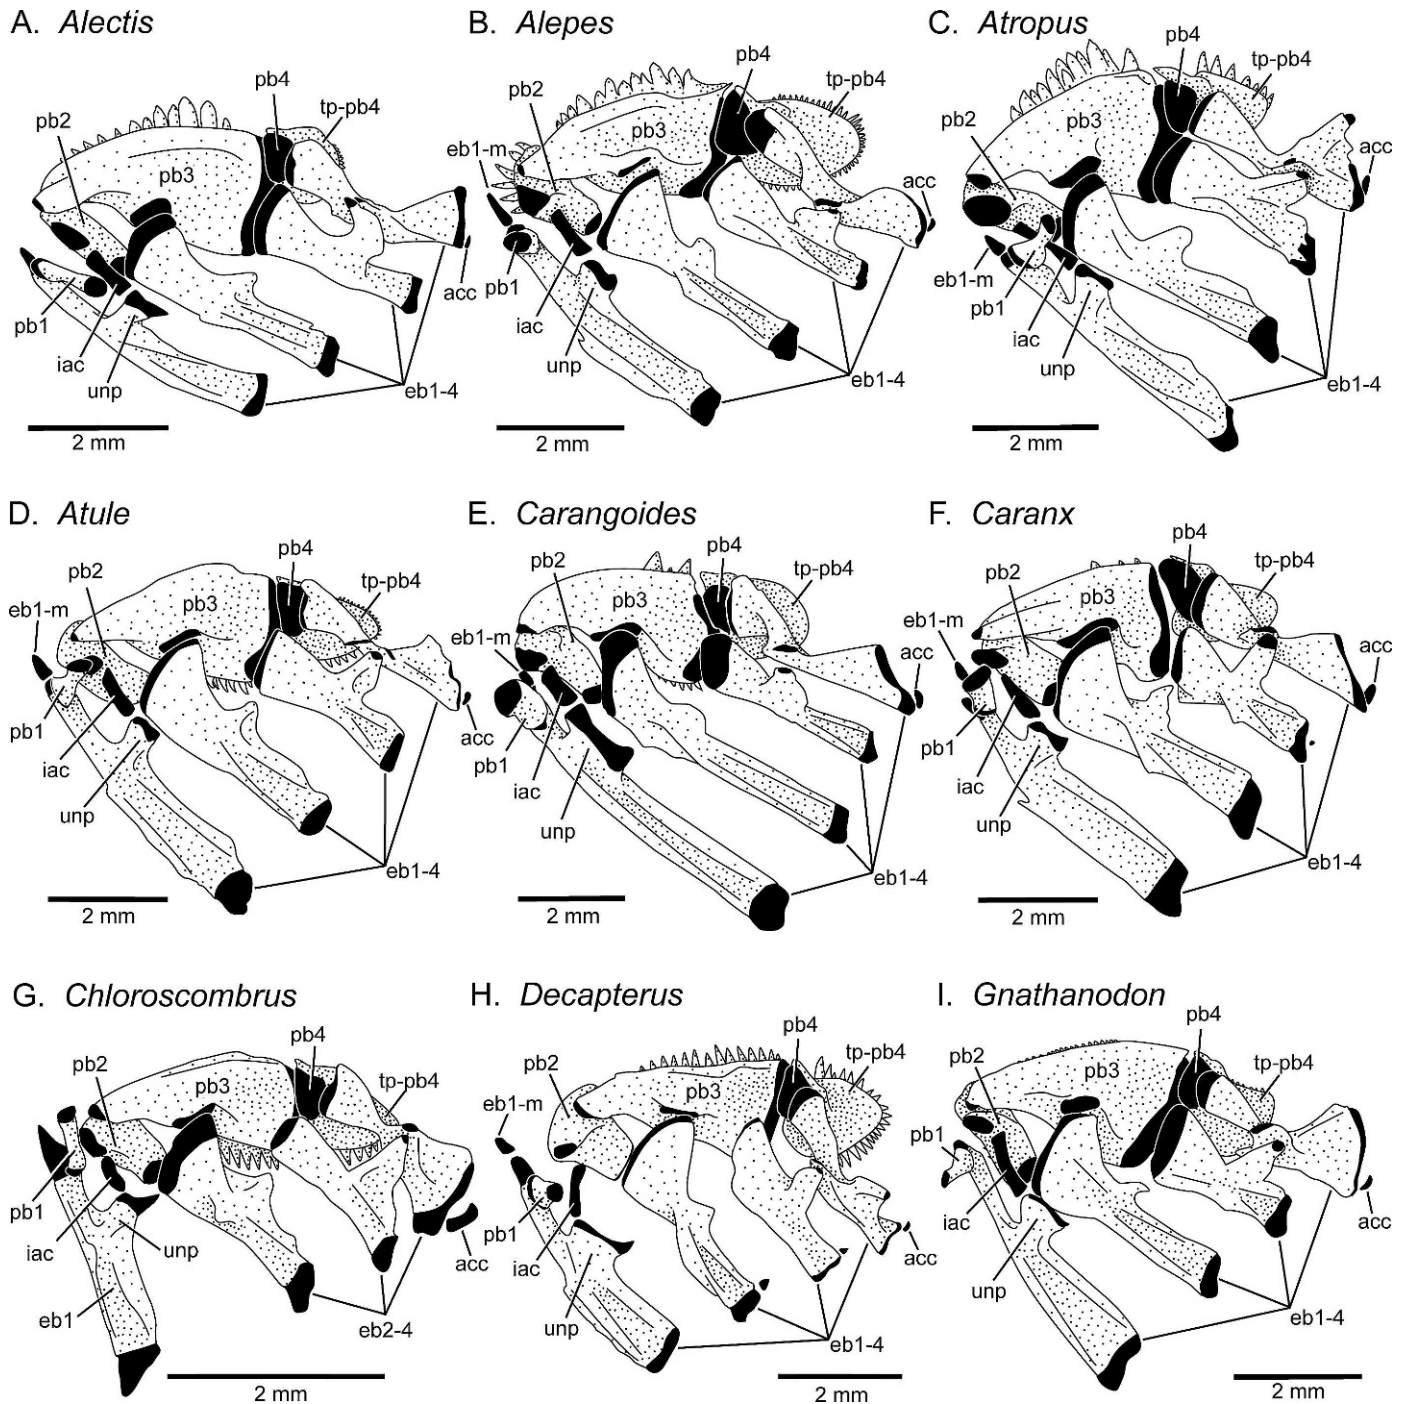 A. Alectis
pb4
tp-pb4
pb2
pb3
pb1
iac
unp
acc
eb1-4
2 mm
B. Alepes
pb4
tp-pb4
pb2
pb3
eb1-m
acc
pb1
iac
unp
eb1-4
2 mm
C. Atropus
pb4
tp-pb4
pb2
pb3
acc
eb1-m
pb1
iac
unp
eb1-4
2 mm
D. Atule
pb4
pb2
tp-pb4
eb1-m
pb3
pb1
acc
iac
unp
eb1-4
2 mm
E. Carangoides
pb4
pb2
tp-pb4
pb3
eb1-m
acc
pb1
iac
unp
eb1-4
2 mm
F. Caranx
pb4
tp-pb4
pb2
pb3
eb1-m
acc
pb1
iac
unp
eb1-4
2 mm
G. Chloroscombrus
pb4
pb2
tp-pb4
pb3
pb1
iac
unp
acc
eb1
eb2-4
2 mm
H. Decapterus
pb4
tp-pb4
pb2
pb3
eb1-m
pb1
acc
iac
unp
eb1-4
2 mm
I. Gnathanodon
pb4
pb2
tp-pb4
pb3
pb1
iac
acc
unp
eb1-4
2 mm